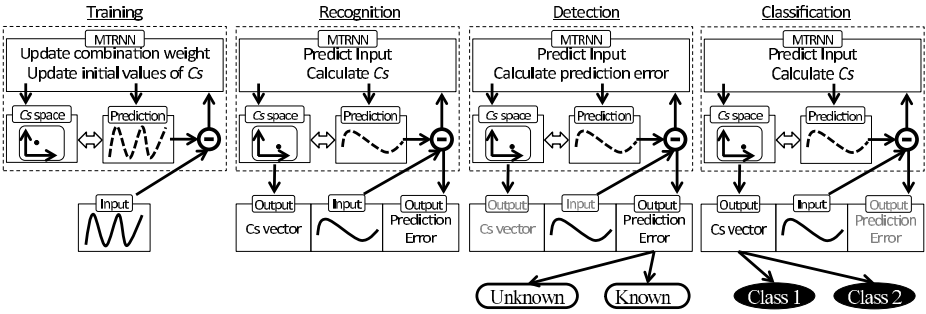 Training
MTRNN
Update combination weight
Update initial values of Cs
Cs space
Prediction
Input
Recognition
MTRNN
Predict Input
Calculate Cs
Cs space
Prediction
Output
Input
Output
Cs vector
Prediction
Error
Detection
MTRNN
Predict Input
Calculate prediction error
Cs space
Prediction
Output
Input
Output
Cs vector
Prediction
Error
Unknown
Known
Classification
MTRNN
Predict Input
Calculate Cs
Cs space
Prediction
Output
Input
Output
Cs vector
Prediction
Error
Class 1
Class 2